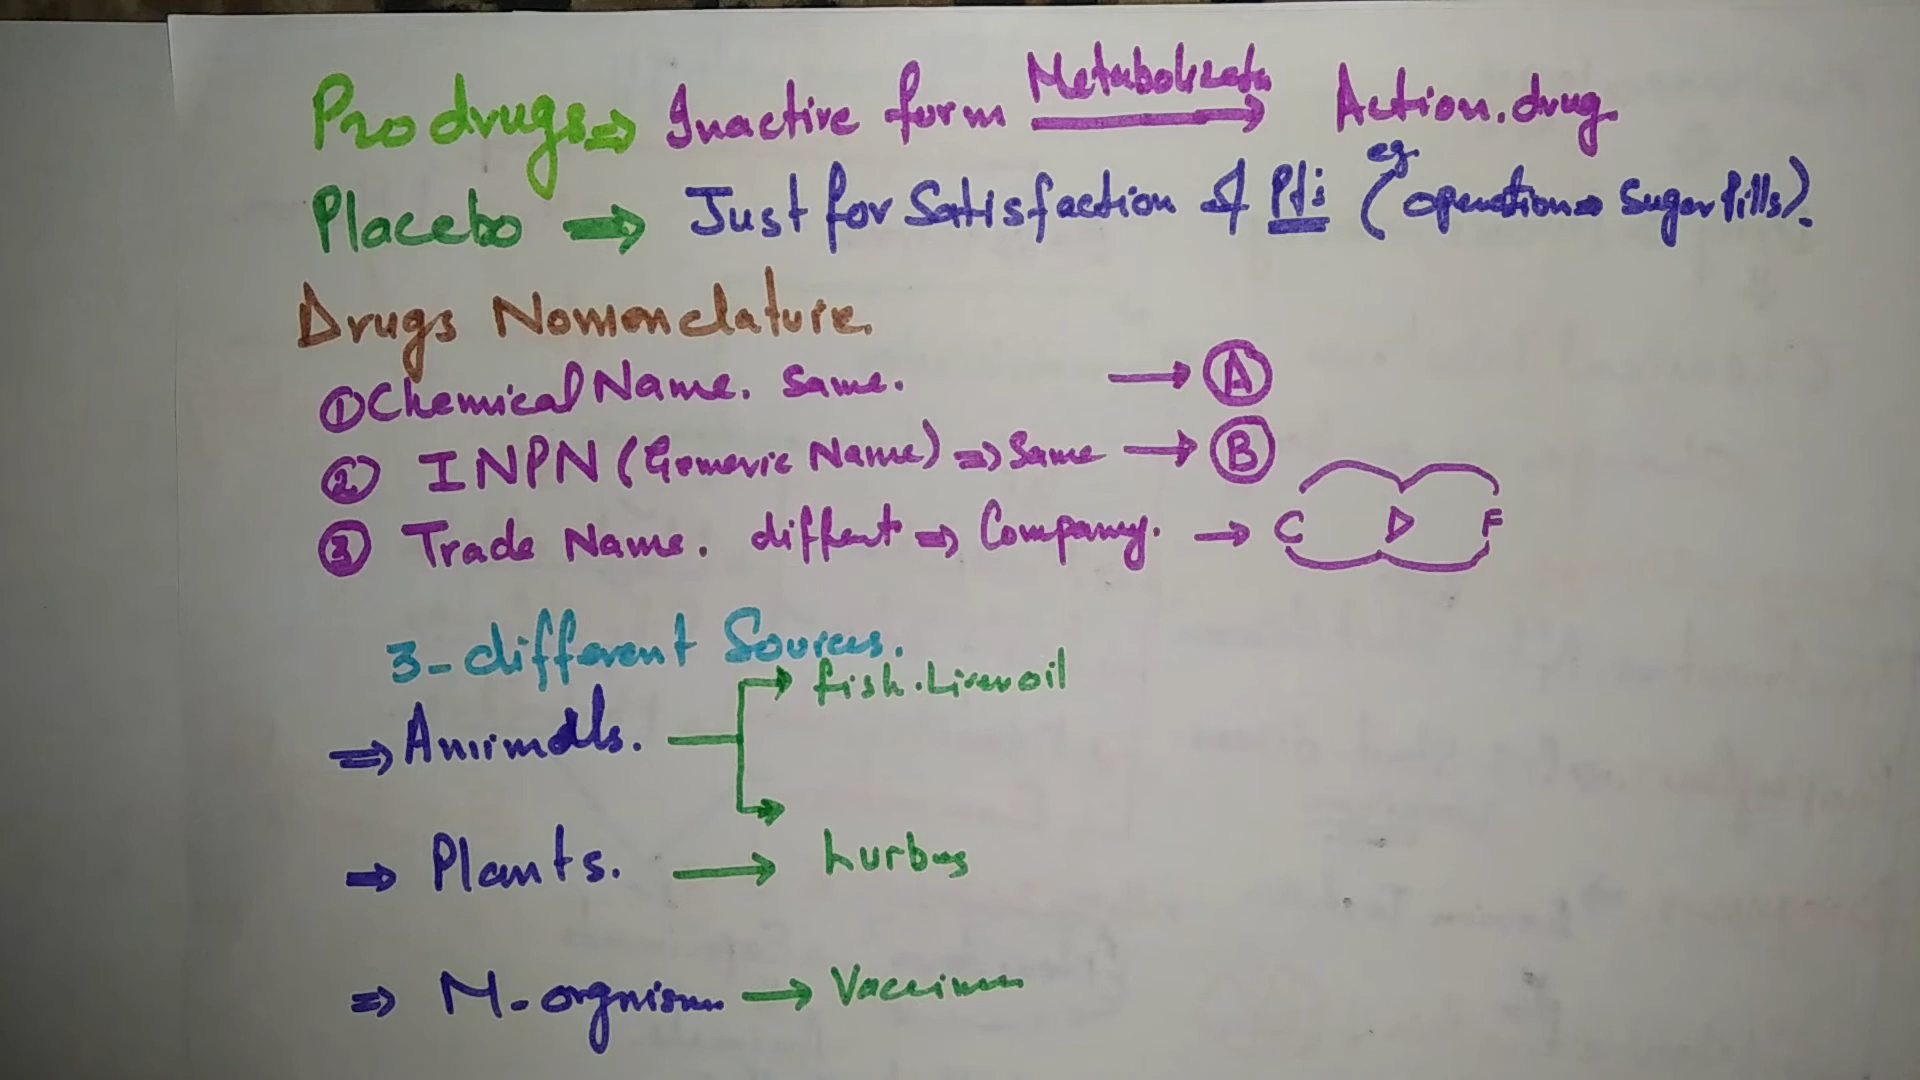 Prodrugs ⇒ Inactive form Metabolizatn → Action.drug
Placebo ⇒ Just for Satisfaction of Pts (eg operation → Sugar Pills).
Drugs Nomenclature.
① Chemical Name. Same. → Ⓐ
② INPN (Generic Name) ⇒ Same → Ⓑ
③ Trade Name. diffent ⇒ Company. → C D F
3-different Sources.
fish.Liver oil
⇒ Animals.
⇒ Plants. → hurbs
⇒ M-orgnism → Vaccines